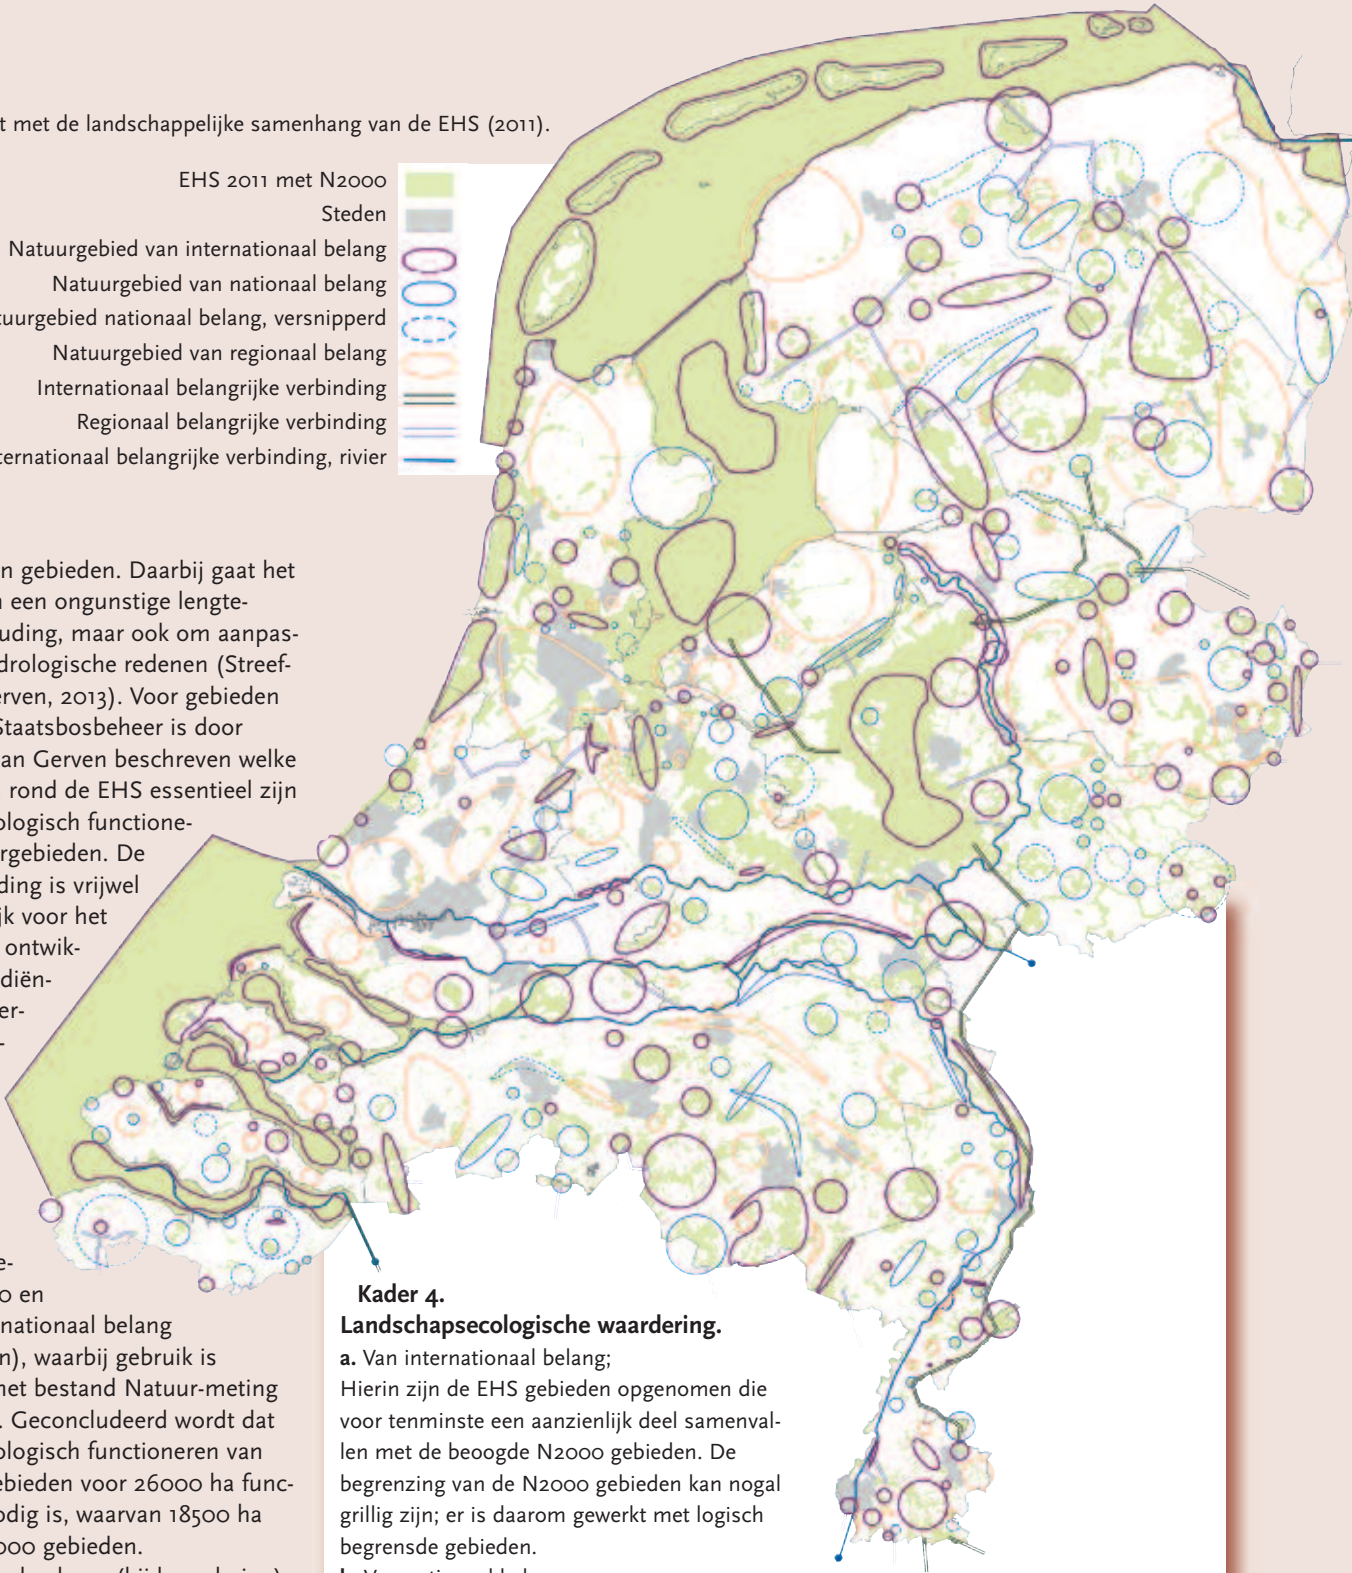 t met de landschappelijke samenhang van de EHS (2011).
EHS 2011 met N2000
Steden
Natuurgebied van internationaal belang
Natuurgebied van nationaal belang
tuurgebied nationaal belang, versnipperd
Natuurgebied van regionaal belang
Internationaal belangrijke verbinding
Regionaal belangrijke verbinding
ternationaal belangrijke verbinding, rivier
n gebieden. Daarbij gaat het
een ongunstige lengte-
uding, maar ook om aanpas-
drologische redenen (Streef-
erven, 2013). Voor gebieden
Staatsbosbeheer is door
an Gerven beschreven welke
rond de EHS essentieel zijn
ologisch functione-
rgebieden. De
ding is vrijwel
jk voor het
ontwik-
diën-
er-
-
e-
0 en
nationaal belang
n), waarbij gebruik is
net bestand Natuur-meting
. Geconcludeerd wordt dat
ologisch functioneren van
ebieden voor 26000 ha func-
odig is, waarvan 18500 ha
000 gebieden.
Kader 4.
Landschapsecologische waardering.
a. Van internationaal belang;
Hierin zijn de EHS gebieden opgenomen die
voor tenminste een aanzienlijk deel samenval-
len met de beoogde N2000 gebieden. De
begrenzing van de N2000 gebieden kan nogal
grillig zijn; er is daarom gewerkt met logisch
begrensde gebieden.